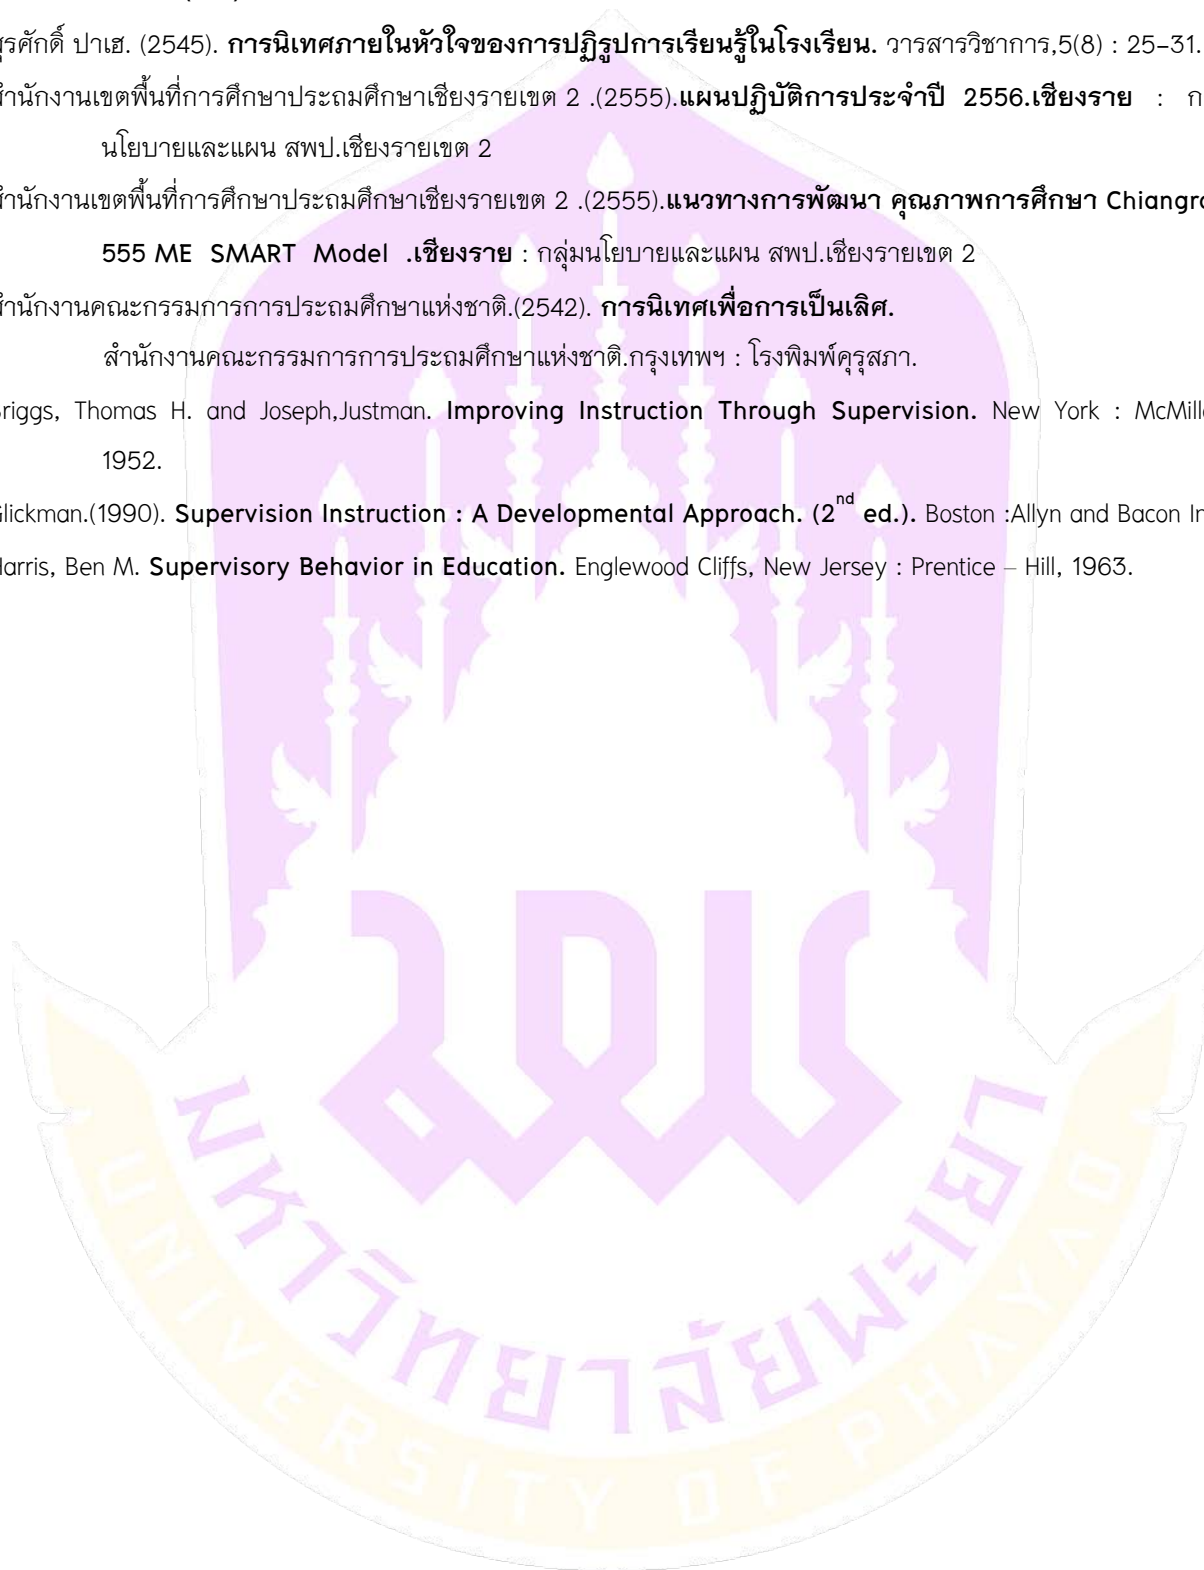 สุรศักดิ์ ปาเฮ. (2545). การนิเทศภายในหัวใจของการปฏิรูปการเรียนรู้ในโรงเรียน. วารสารวิชาการ,5(8) : 25-31.
สำนักงานเขตพื้นที่การศึกษาประถมศึกษาเชียงรายเขต 2 .(2555).แผนปฏิบัติการประจำปี 2556.เชียงราย :
นโยบายและแผน สพป.เชียงรายเขต 2
สำนักงานเขตพื้นที่การศึกษาประถมศึกษาเชียงรายเขต 2 .(2555).แนวทางการพัฒนา คุณภาพการศึกษา
555 ME SMART Model .เชียงราย : กลุ่มนโยบายและแผน สพป.เชียงรายเขต 2
สำนักงานคณะกรรมการการประถมศึกษาแห่งชาติ.(2542). การนิเทศเพื่อการเป็นเลิศ.
สำนักงานคณะกรรมการการประถมศึกษาแห่งชาติ.กรุงเทพฯ : โรงพิมพ์คุรุสภา.
Briggs, Thomas H. and Joseph,Justman. Improving Instruction Through Supervision. New York :
1952.
Glickman.(1990). Supervision Instruction : A Developmental Approach. (2nd ed.). Boston :Allyn and Bacon
Harris, Ben M. Supervisory Behavior in Education. Englewood Cliffs, New Jersey : Prentice – Hill, 1963.
มพ
มหาวิทยาลัยพะเยา
UNIVERSITY OF PHAYAO